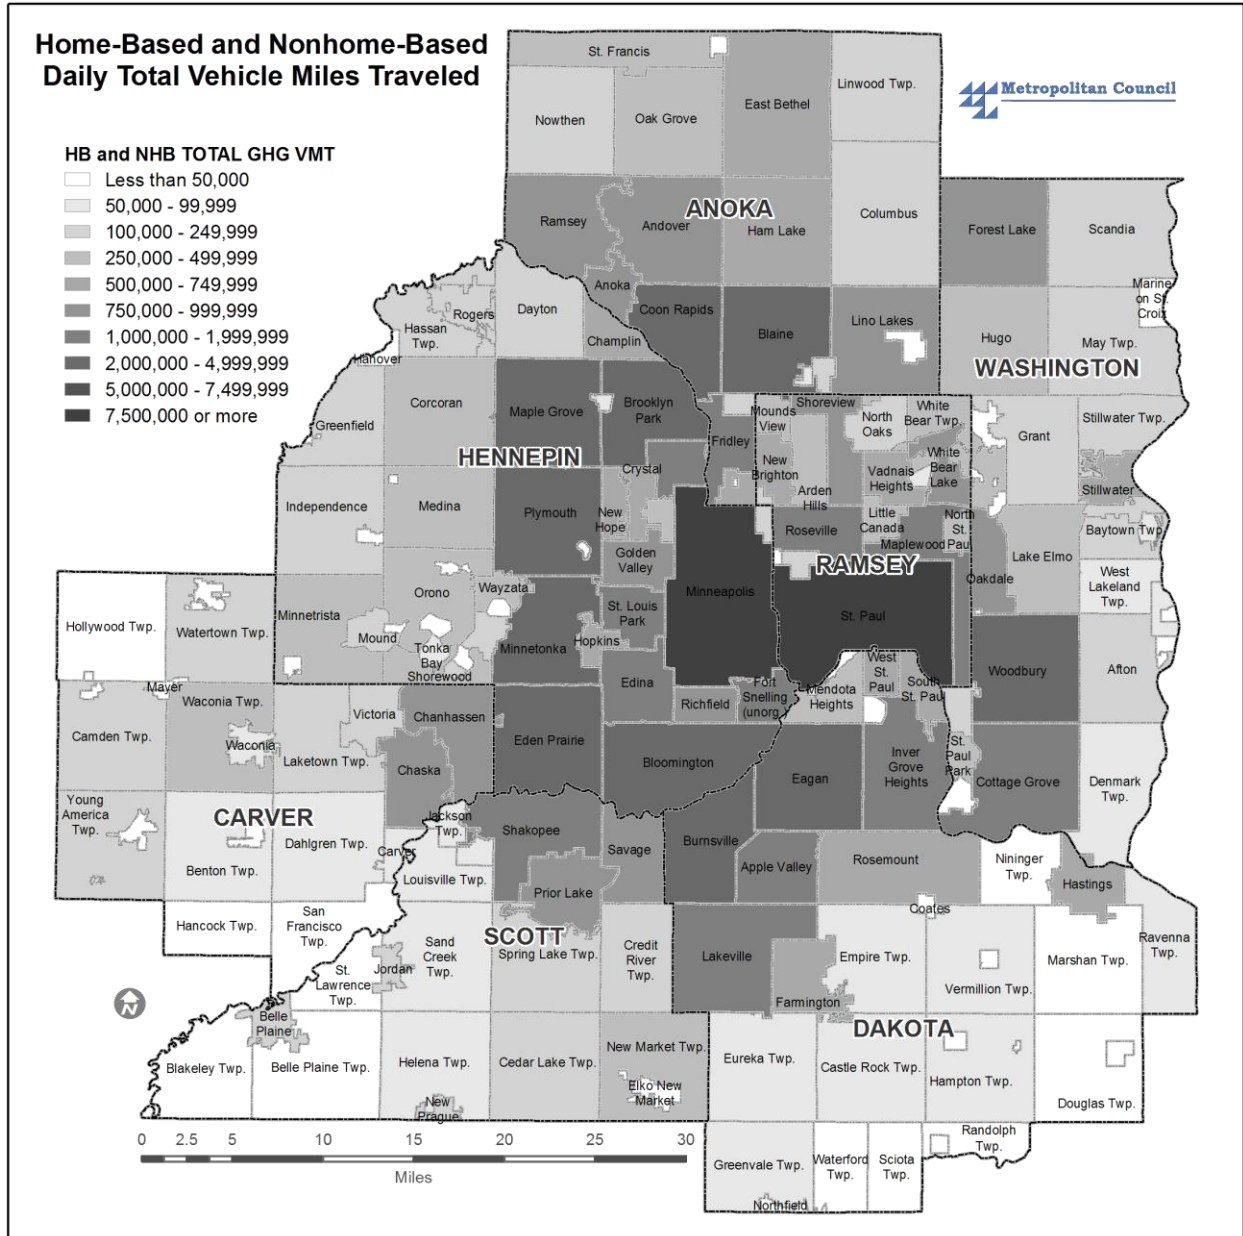 Home-Based and Nonhome-Based
Daily Total Vehicle Miles Traveled
Metropolitan Council
HB and NHB TOTAL GHG VMT
Less than 50,000
50,000 - 99,999
100,000 - 249,999
250,000 - 499,999
500,000 - 749,999
750,000 - 999,999
1,000,000 - 1,999,999
2,000,000 - 4,999,999
5,000,000 - 7,499,999
7,500,000 or more
St. Francis
Linwood Twp.
East Bethel
Nowthen
Oak Grove
ANOKA
Ramsey
Andover
Ham Lake
Columbus
Forest Lake
Scandia
Anoka
Marine
on St.
Croix
Hassan
Twp.
Rogers
Dayton
Coon Rapids
Champlin
Blaine
Lino Lakes
Hugo
May Twp.
WASHINGTON
Hanover
Corcoran
Maple Grove
Brooklyn
Park
Greenfield
HENNEPIN
Fridley
Mounds
View
Shoreview
North
Oaks
White
Bear Twp.
Grant
Stillwater Twp.
Crystal
New
Brighton
Arden
Hills
Vadnais
Heights
White
Bear
Lake
Stillwater
Independence
Medina
Plymouth
New
Hope
Golden
Valley
Roseville
Little
Canada
Maplewood
North
St.
Paul
Baytown Twp.
Lake Elmo
RAMSEY
Oakdale
West
Lakeland
Twp.
Hollywood Twp.
Watertown Twp.
Minnetrista
Orono
Wayzata
Mound
Tonka
Bay
Shorewood
Minnetonka
St. Louis
Park
Hopkins
Minneapolis
St. Paul
Woodbury
Afton
Mayer
Waconia Twp.
Victoria
Chanhassen
Edina
Richfield
Fort
Snelling
(unorg.)
Mendota
Heights
West
St.
Paul
South
St. Paul
Camden Twp.
Waconia
Laketown Twp.
Chaska
Eden Prairie
Bloomington
Eagan
Inver
Grove
Heights
St.
Paul
Park
Cottage Grove
Denmark
Twp.
Young
America
Twp.
CARVER
Benton Twp.
Dahlgren Twp.
Jackson
Twp.
Carver
Louisville Twp.
Shakopee
Savage
Burnsville
Apple Valley
Rosemount
Nininger
Twp.
Hastings
Prior Lake
Hancock Twp.
San
Francisco
Twp.
Coates
SCOTT
Sand
Creek
Twp.
Spring Lake Twp.
Credit
River
Twp.
Lakeville
Empire Twp.
Marshan Twp.
Ravenna
Twp.
St.
Lawrence
Twp.
Jordan
Farmington
Vermillion Twp.
N
Belle
Plaine
DAKOTA
Blakeley Twp.
Belle Plaine Twp.
Helena Twp.
Cedar Lake Twp.
New Market Twp.
Elko New
Market
New
Prague
Eureka Twp.
Castle Rock Twp.
Hampton Twp.
Douglas Twp.
Randolph
Twp.
Greenvale Twp.
Waterford
Twp.
Sciota
Twp.
Northfield
0 2.5 5 10 15 20 25 30
Miles